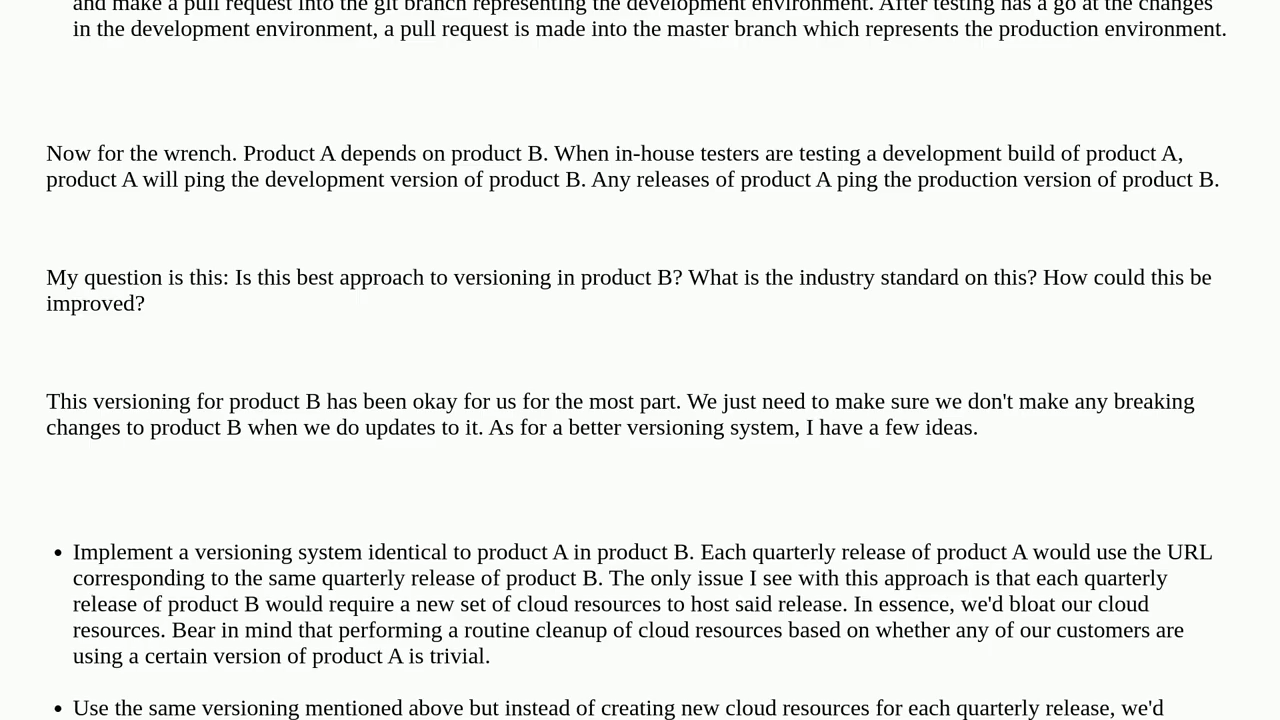 and make a pull request into the git branch representing the development environment. After testing has a go at the changes
in the development environment, a pull request is made into the master branch which represents the production environment.
Now for the wrench. Product A depends on product B. When in-house testers are testing a development build of product A,
product A will ping the development version of product B. Any releases of product A ping the production version of product B.
My question is this: Is this best approach to versioning in product B? What is the industry standard on this? How could this be
improved?
This versioning for product B has been okay for us for the most part. We just need to make sure we don't make any breaking
changes to product B when we do updates to it. As for a better versioning system, I have a few ideas.
• Implement a versioning system identical to product A in product B. Each quarterly release of product A would use the URL
corresponding to the same quarterly release of product B. The only issue I see with this approach is that each quarterly
release of product B would require a new set of cloud resources to host said release. In essence, we'd bloat our cloud
resources. Bear in mind that performing a routine cleanup of cloud resources based on whether any of our customers are
using a certain version of product A is trivial.
• Use the same versioning mentioned above but instead of creating new cloud resources for each quarterly release, we'd